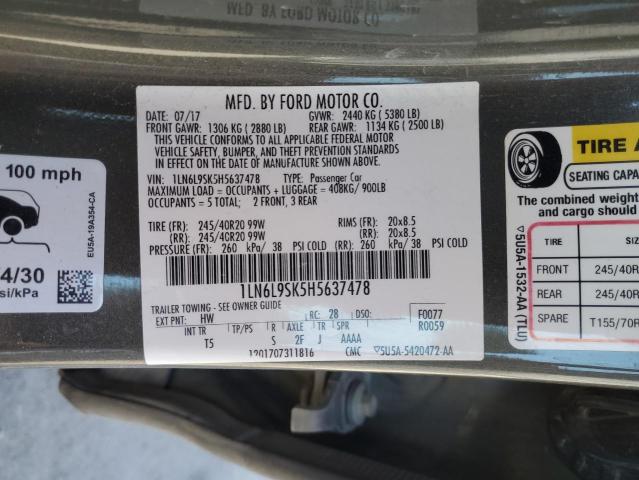 MFD. BY FORD MOTOR CO
100 mph
EU5A-19A354-CA
4/30
si/kPa
MFD. BY FORD MOTOR CO.
DATE: 07/17 GVWR: 2440 KG ( 5380 LB)
FRONT GAWR: 1306 KG ( 2880 LB) REAR GAWR: 1134 KG ( 2500 LB)
THIS VEHICLE CONFORMS TO ALL APPLICABLE FEDERAL MOTOR
VEHICLE SAFETY, BUMPER, AND THEFT PREVENTION STANDARDS
IN EFFECT ON THE DATE OF MANUFACTURE SHOWN ABOVE.
VIN: 1LN6L9SK5H5637478 TYPE: Passenger Car
MAXIMUM LOAD = OCCUPANTS + LUGGAGE = 408KG/ 900LB
OCCUPANTS = 5 TOTAL; 2 FRONT, 3 REAR
TIRE (FR): 245/40R20 99W RIMS (FR): 20x8.5
(RR): 245/40R20 99W (RR): 20x8.5
PRESSURE (FR): 260 kPa/ 38 PSI COLD (RR): 260 kPa/ 38 PSI COLD
1LN6L9SK5H5637478
TRAILER TOWING - SEE OWNER GUIDE
EXT PNT: HW RC: 28 DSO: F0077
R0059
INT TR TP/PS R AXLE TR SPR
T5 S 2F J AAAA
1201707311816 CMC ▽5U5A-5420472-AA
TIRE A
SEATING CAPA
The combined weight
and cargo should
▽5U5A-1532-AA (TLU)
TIRE SIZ
FRONT 245/40R
REAR 245/40R
SPARE T155/70R